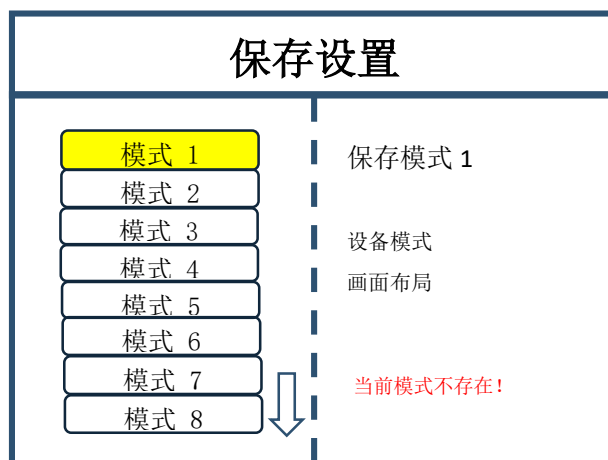 保存设置
模式 1
模式 2
模式 3
模式 4
模式 5
模式 6
模式 7
模式 8
保存模式 1
设备模式
画面布局
当前模式不存在！